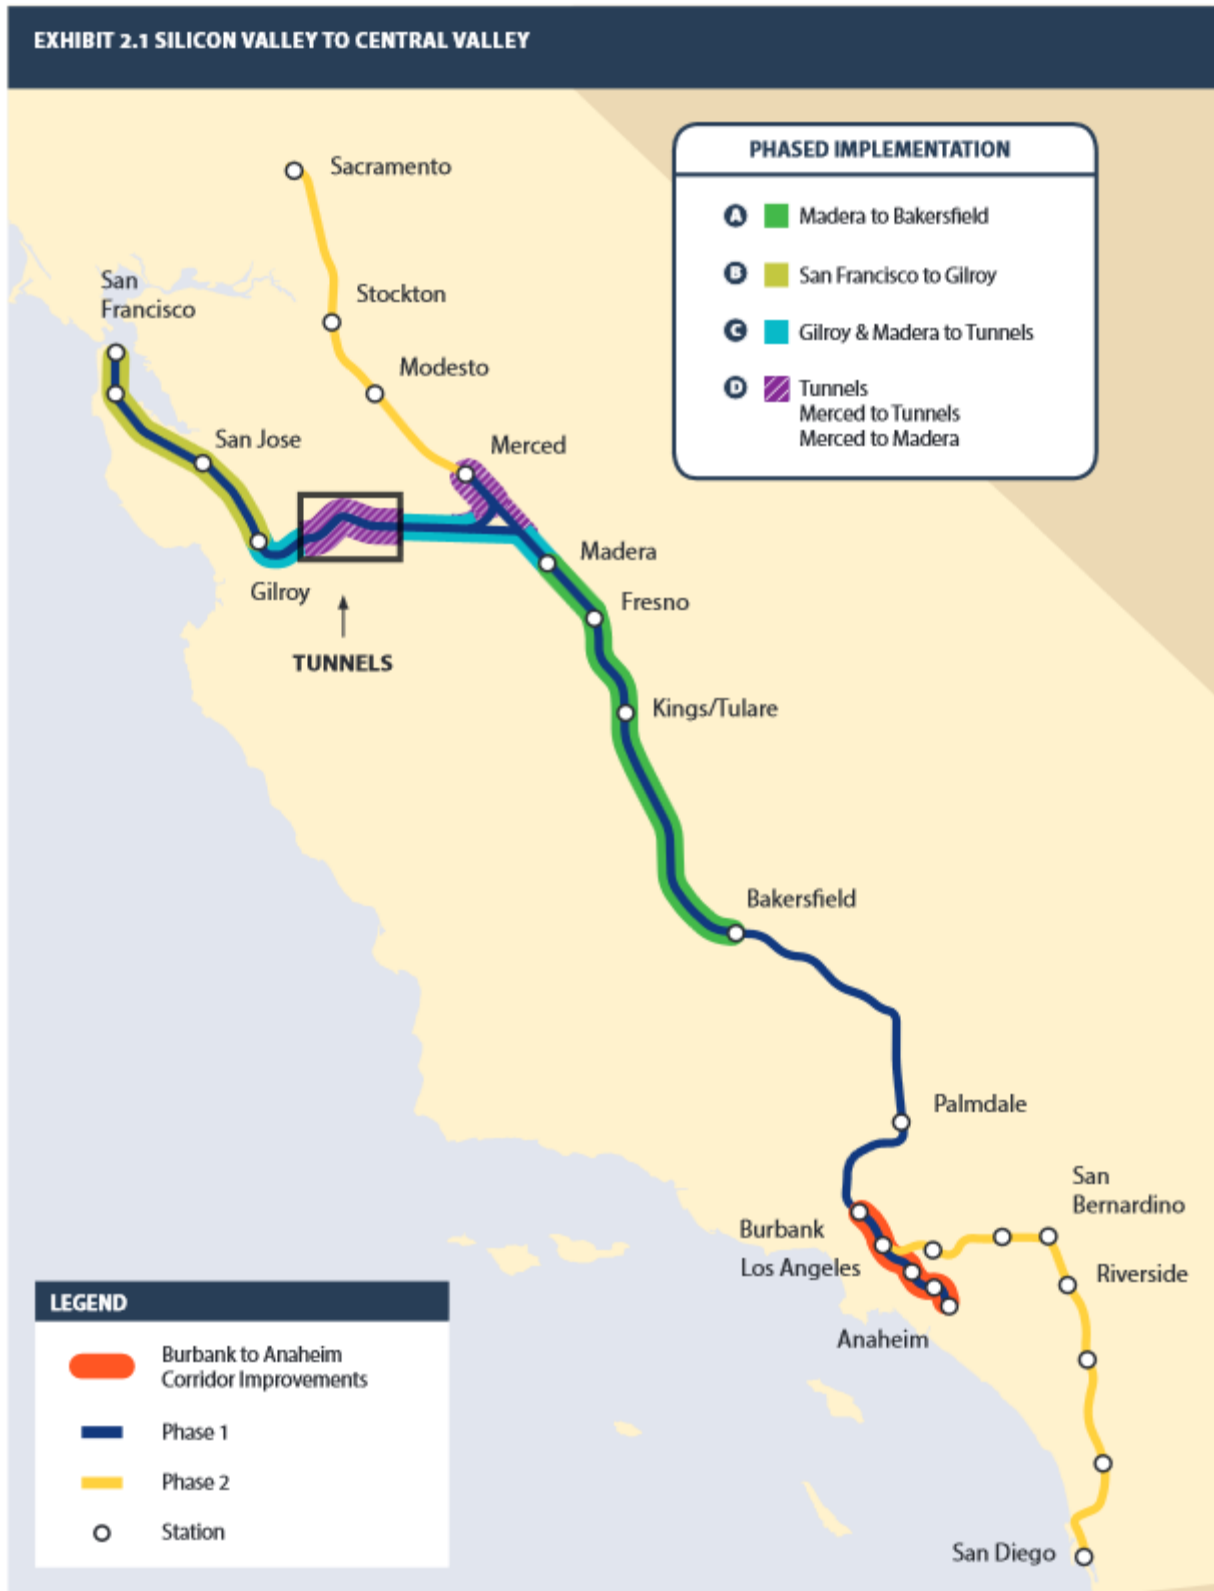 EXHIBIT 2.1 SILICON VALLEY TO CENTRAL VALLEY
PHASED IMPLEMENTATION
A Madera to Bakersfield
B San Francisco to Gilroy
C Gilroy & Madera to Tunnels
D Tunnels
Merced to Tunnels
Merced to Madera
Sacramento
San
Francisco
Stockton
Modesto
San Jose
Merced
Madera
Gilroy
Fresno
TUNNELS
Kings/Tulare
Bakersfield
Palmdale
San
Bernardino
Burbank
Los Angeles
Riverside
Anaheim
San Diego
LEGEND
Burbank to Anaheim
Corridor Improvements
Phase 1
Phase 2
Station